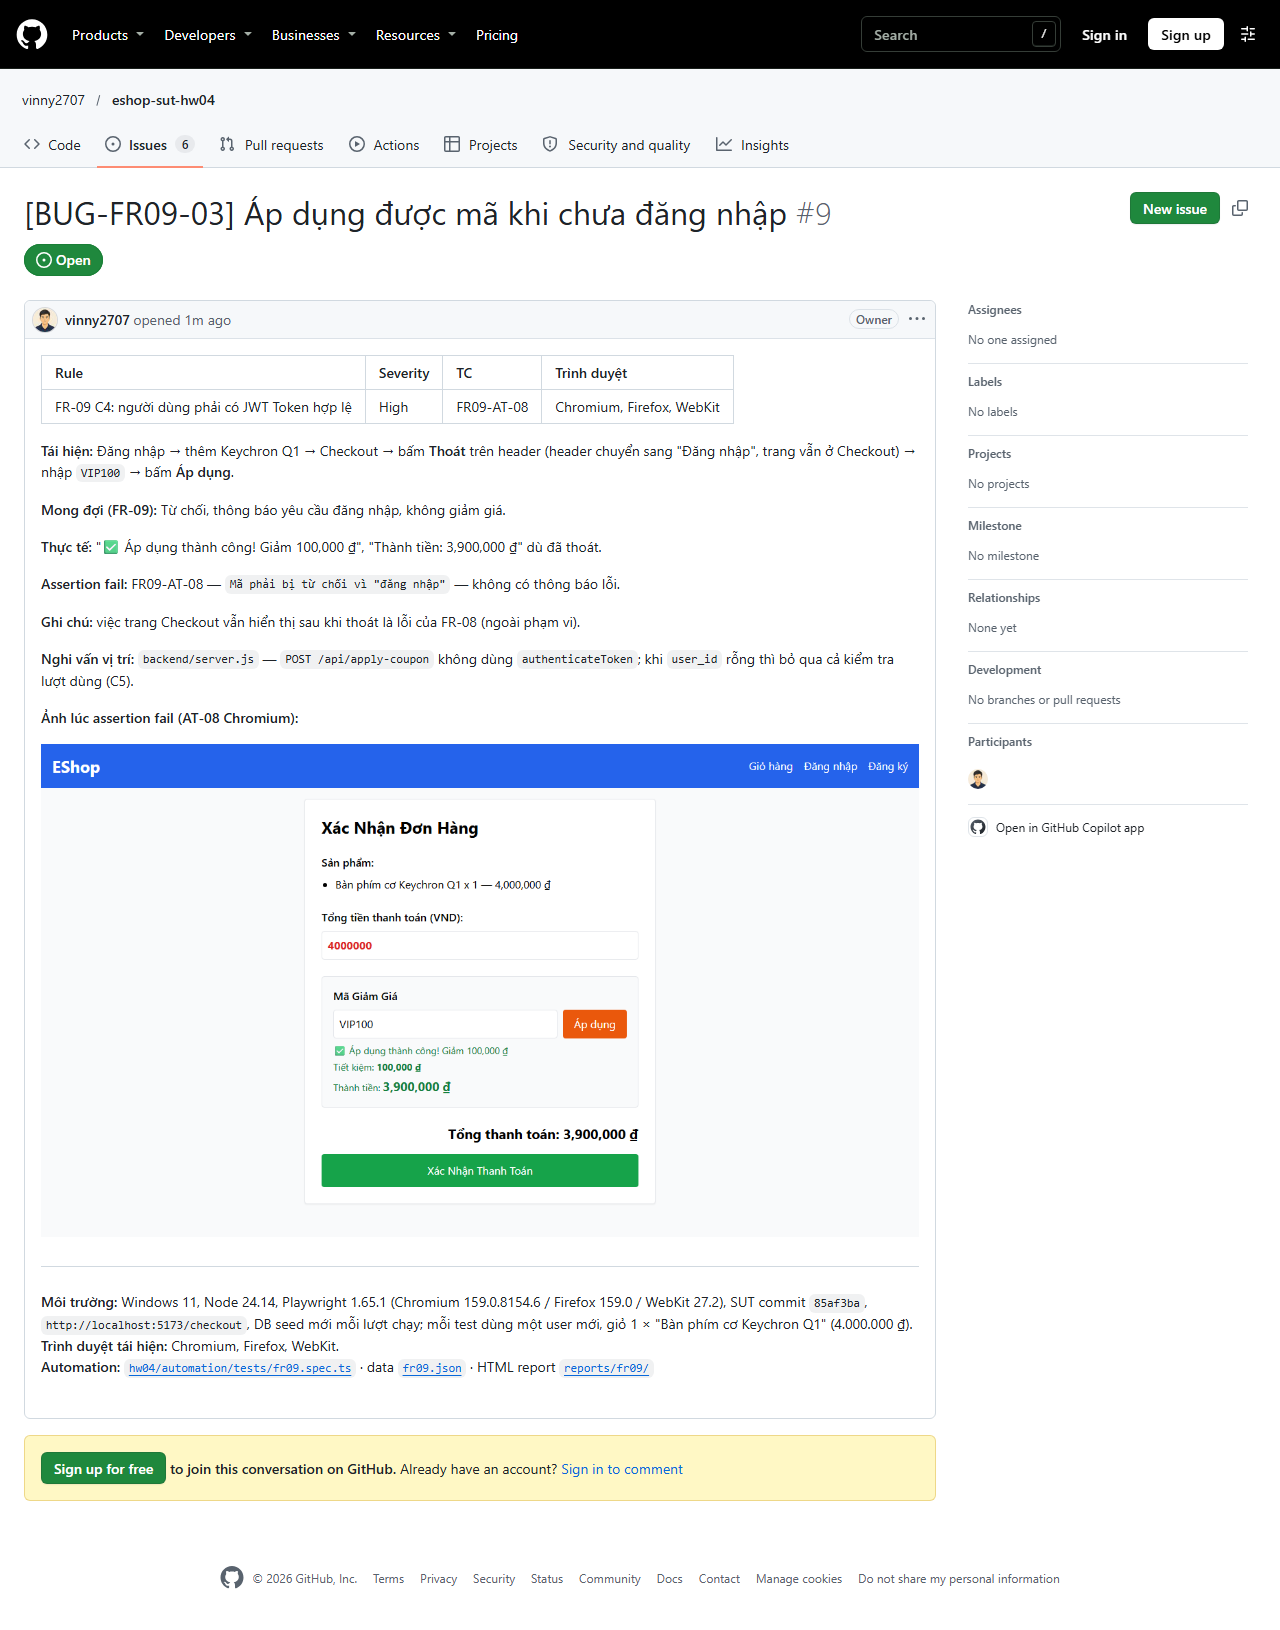 Products Developers Businesses Resources Pricing Search / Sign in Sign up
vinny2707 / eshop-sut-hw04
Code Issues 6 Pull requests Actions Projects Security and quality Insights
[BUG-FR09-03] Áp dụng được mã khi chưa đăng nhập #9
New issue
Open
vinny2707 opened 1m ago Owner
Rule Severity TC Trình duyệt
FR-09 C4: người dùng phải có JWT Token hợp lệ High FR09-AT-08 Chromium, Firefox, WebKit
Tái hiện: Đăng nhập → thêm Keychron Q1 → Checkout → bấm Thoát trên header (header chuyển sang "Đăng nhập", trang vẫn ở Checkout) →
nhập VIP100 → bấm Áp dụng.
Mong đợi (FR-09): Từ chối, thông báo yêu cầu đăng nhập, không giảm giá.
Thực tế: "✅ Áp dụng thành công! Giảm 100,000 ₫", "Thành tiền: 3,900,000 ₫" dù đã thoát.
Assertion fail: FR09-AT-08 — Mã phải bị từ chối vì "đăng nhập" — không có thông báo lỗi.
Ghi chú: việc trang Checkout vẫn hiển thị sau khi thoát là lỗi của FR-08 (ngoài phạm vi).
Nghi vấn vị trí: backend/server.js — POST /api/apply-coupon không dùng authenticateToken; khi user_id rỗng thì bỏ qua cả kiểm tra
lượt dùng (C5).
Ảnh lúc assertion fail (AT-08 Chromium):
EShop Giỏ hàng Đăng nhập Đăng ký
Xác Nhận Đơn Hàng
Sản phẩm:
• Bàn phím cơ Keychron Q1 x 1 — 4,000,000 ₫
Tổng tiền thanh toán (VND):
4000000
Mã Giảm Giá
VIP100 Áp dụng
✅ Áp dụng thành công! Giảm 100,000 ₫
Tiết kiệm: 100,000 ₫
Thành tiền: 3,900,000 ₫
Tổng thanh toán: 3,900,000 ₫
Xác Nhận Thanh Toán
Môi trường: Windows 11, Node 24.14, Playwright 1.65.1 (Chromium 159.0.8154.6 / Firefox 159.0 / WebKit 27.2), SUT commit 85af3ba,
http://localhost:5173/checkout, DB seed mới mỗi lượt chạy; mỗi test dùng một user mới, giỏ 1 × "Bàn phím cơ Keychron Q1" (4.000.000 ₫).
Trình duyệt tái hiện: Chromium, Firefox, WebKit.
Automation: hw04/automation/tests/fr09.spec.ts · data fr09.json · HTML report reports/fr09/
Assignees
No one assigned
Labels
No labels
Projects
No projects
Milestone
No milestone
Relationships
None yet
Development
No branches or pull requests
Participants
Open in GitHub Copilot app
Sign up for free to join this conversation on GitHub. Already have an account? Sign in to comment
© 2026 GitHub, Inc. Terms Privacy Security Status Community Docs Contact Manage cookies Do not share my personal information